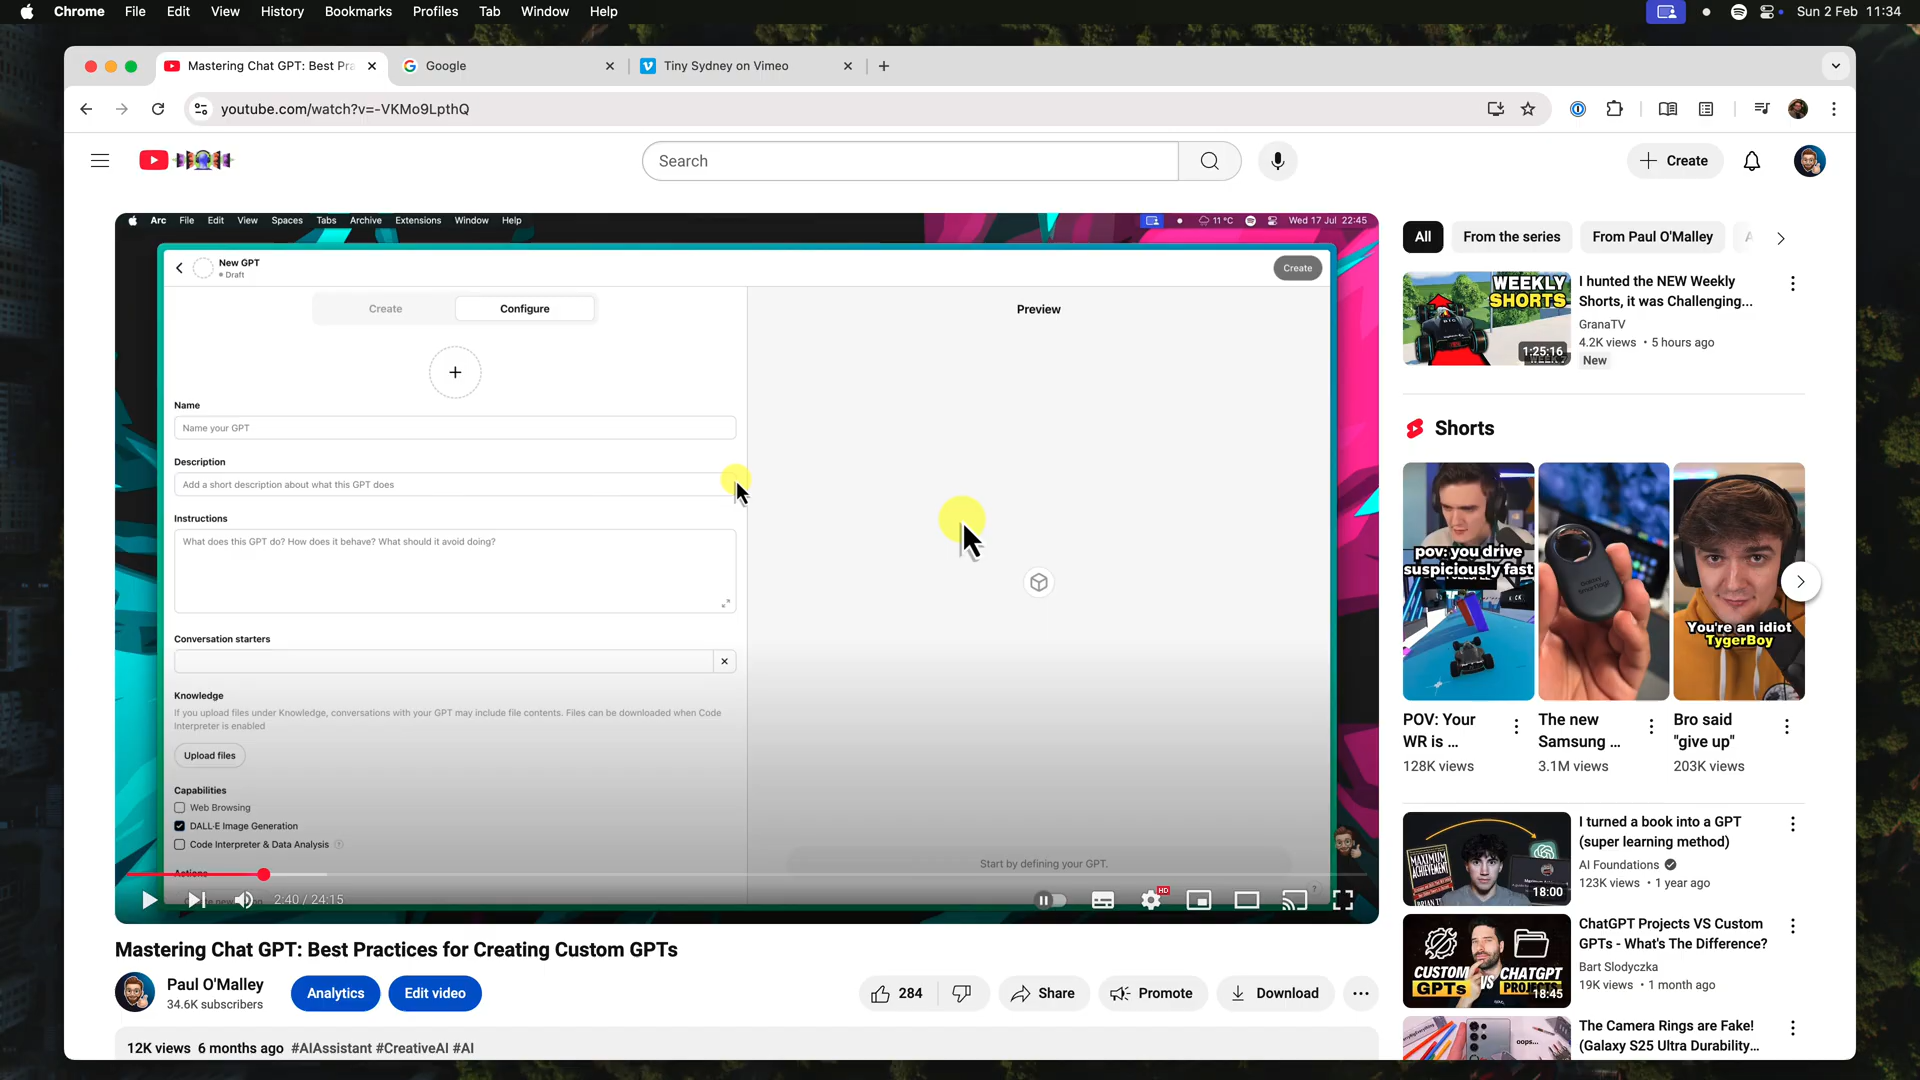 Chrome File Edit View History Bookmarks Profiles Tab Window Help
Sun 2 Feb 11:34
Mastering Chat GPT: Best Pra
Google
Tiny Sydney on Vimeo
youtube.com/watch?v=-VKMo9LpthQ
Search
Create
Arc File Edit View Spaces Tabs Archive Extensions Window Help
11°C
Wed 17 Jul 22:45
New GPT
Draft
Create
Create
Configure
Preview
Name
Name your GPT
Description
Add a short description about what this GPT does
Instructions
What does this GPT do? How does it behave? What should it avoid doing?
Conversation starters
Knowledge
If you upload files under Knowledge, conversations with your GPT may include file contents. Files can be downloaded when Code
Interpreter is enabled
Upload files
Capabilities
Web Browsing
DALL·E Image Generation
Code Interpreter & Data Analysis
Actions
Start by defining your GPT.
2:40 / 24:15
HD
Mastering Chat GPT: Best Practices for Creating Custom GPTs
Paul O'Malley
34.6K subscribers
Analytics
Edit video
284
Share
Promote
Download
12K views 6 months ago #AIAssistant #CreativeAI #AI
All
From the series
From Paul O'Malley
WEEKLY
SHORTS
1:25:16
I hunted the NEW Weekly
Shorts, it was Challenging...
GranaTV
4.2K views • 5 hours ago
New
Shorts
pov: you drive
suspiciously fast
You're an idiot
TygerBoy
POV: Your
WR is ...
128K views
The new
Samsung ...
3.1M views
Bro said
"give up"
203K views
MAXIMUM
ACHIEVEMENT
18:00
I turned a book into a GPT
(super learning method)
AI Foundations
123K views • 1 year ago
CUSTOM
GPTs
VS
CHATGPT
PROJECTS
18:45
ChatGPT Projects VS Custom
GPTs - What's The Difference?
Bart Slodyczka
19K views • 1 month ago
oops...
The Camera Rings are Fake!
(Galaxy S25 Ultra Durability...